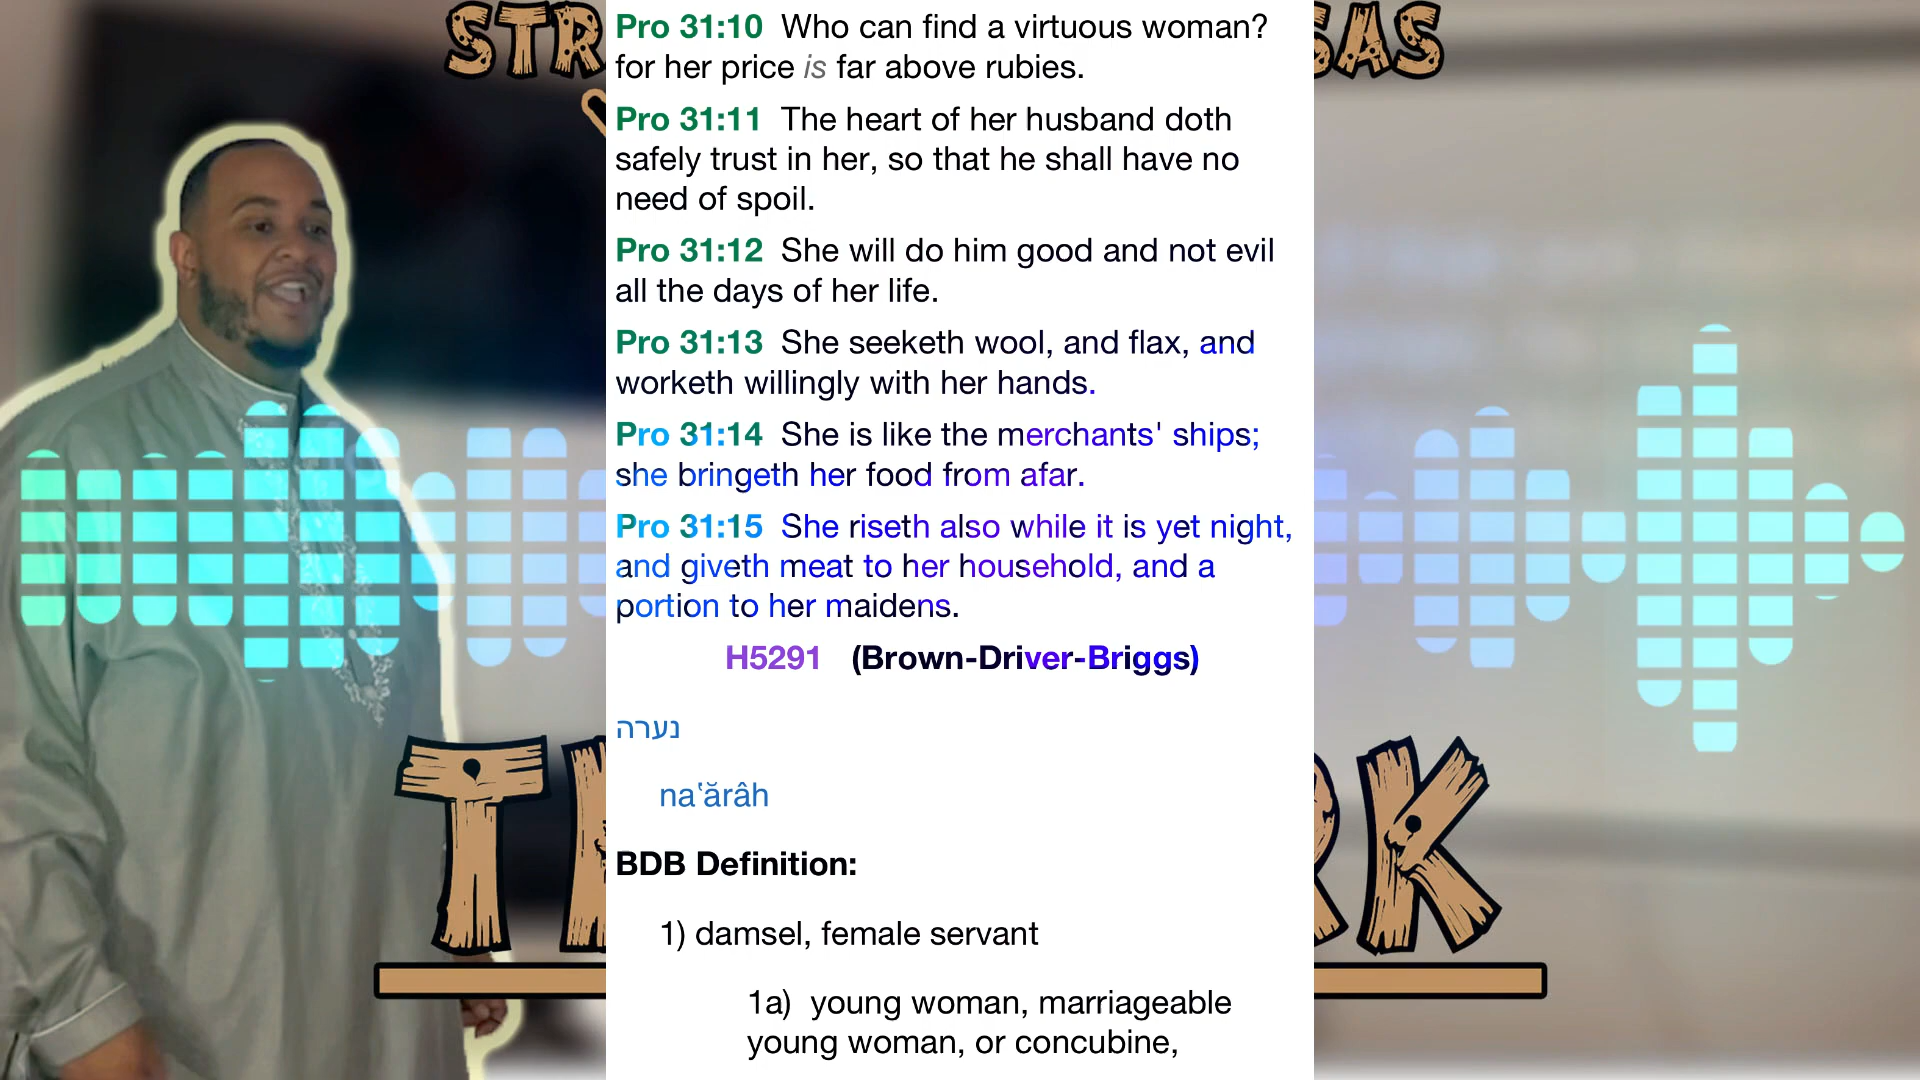 STR
SAS
Pro 31:10 Who can find a virtuous woman?
for her price is far above rubies.
Pro 31:11 The heart of her husband doth
safely trust in her, so that he shall have no
need of spoil.
Pro 31:12 She will do him good and not evil
all the days of her life.
Pro 31:13 She seeketh wool, and flax, and
worketh willingly with her hands.
Pro 31:14 She is like the merchants' ships;
she bringeth her food from afar.
Pro 31:15 She riseth also while it is yet night,
and giveth meat to her household, and a
portion to her maidens.
H5291 (Brown-Driver-Briggs)
נערה
na‛ărâh
BDB Definition:
1) damsel, female servant
1a) young woman, marriageable
young woman, or concubine,
T
RK